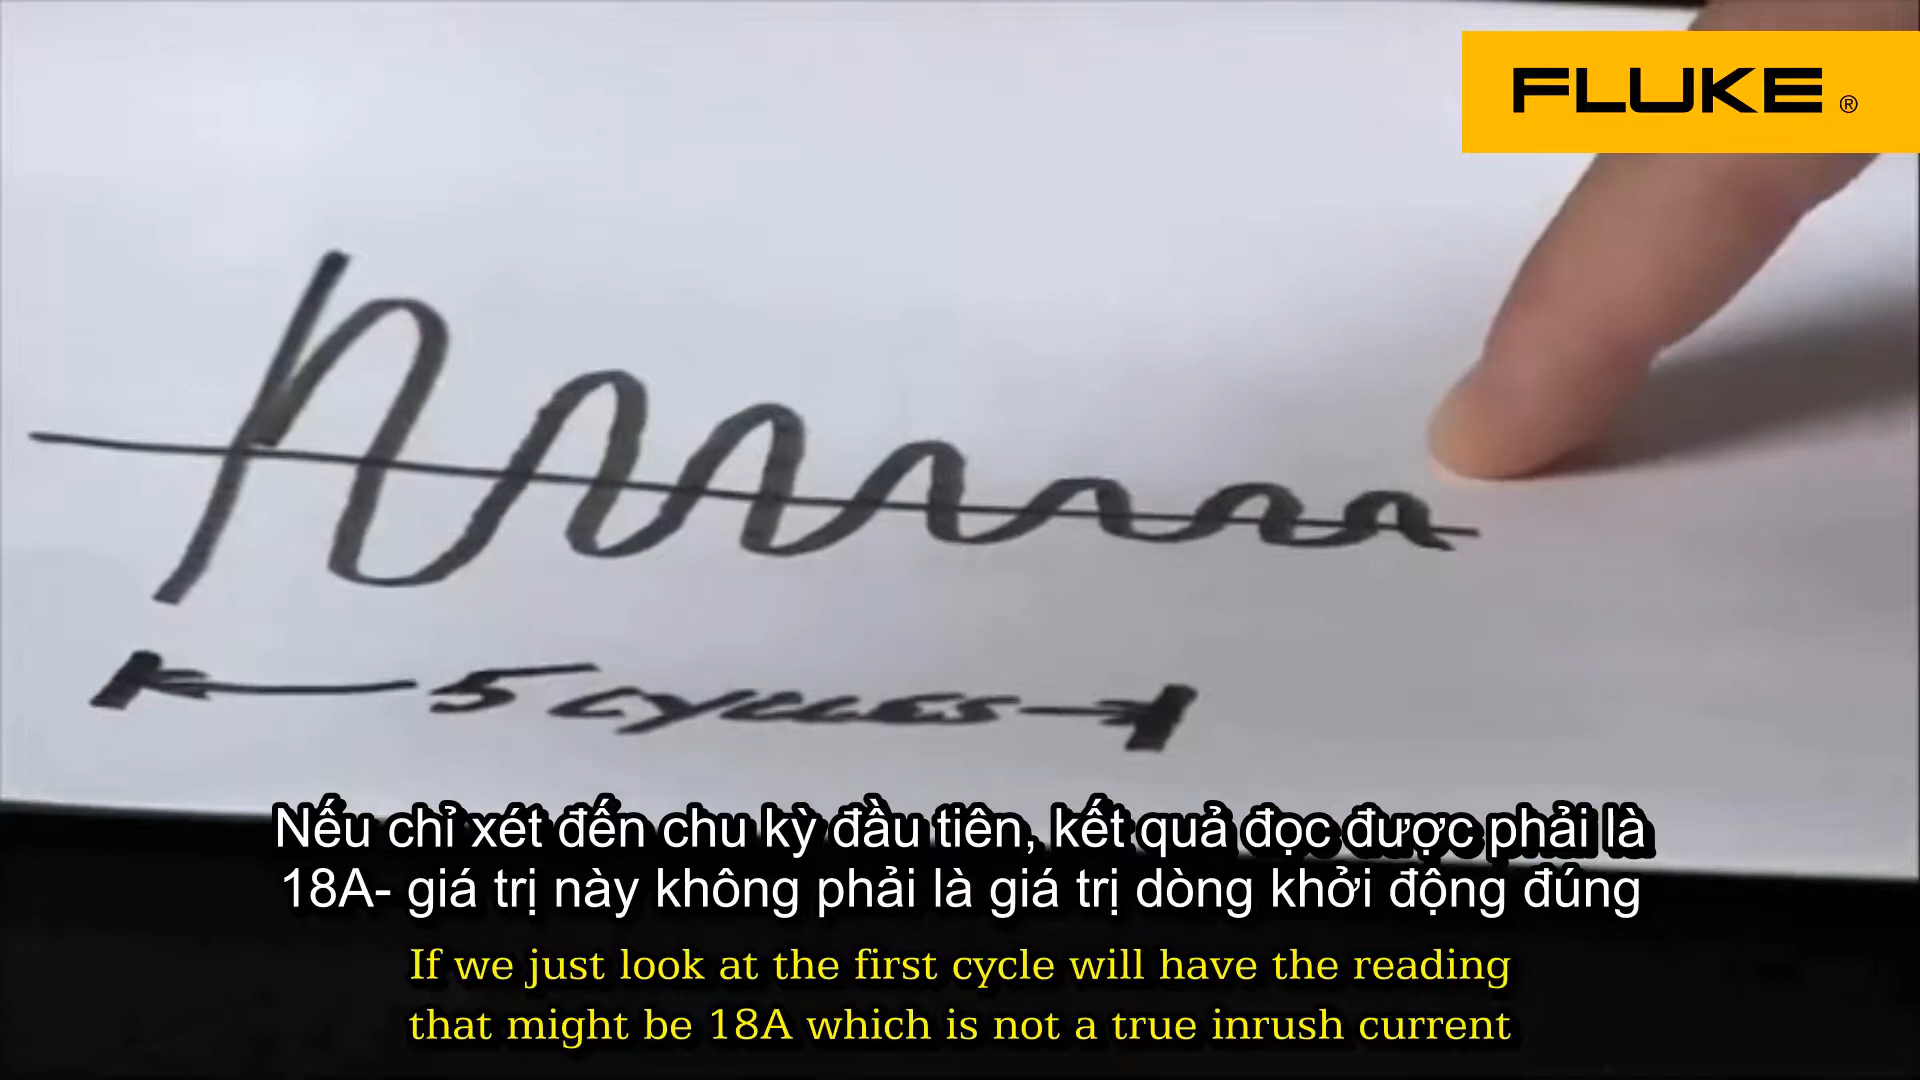 FLUKE ®
5 CYCLES
Nếu chỉ xét đến chu kỳ đầu tiên, kết quả đọc được phải là
18A- giá trị này không phải là giá trị dòng khởi động đúng
If we just look at the first cycle will have the reading
that might be 18A which is not a true inrush current